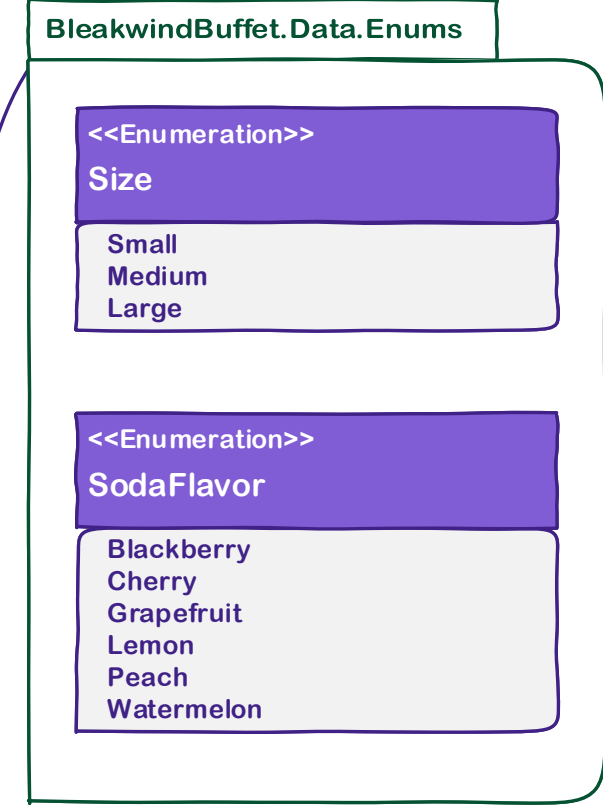 BleakwindBuffet.Data.Enums
<<Enumeration>>
Size
Small
Medium
Large
<<Enumeration>>
SodaFlavor
Blackberry
Cherry
Grapefruit
Lemon
Peach
Watermelon